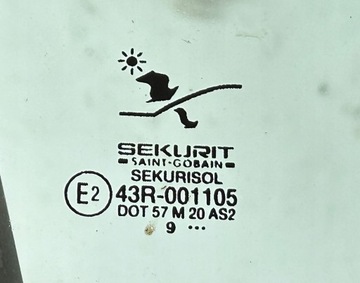 SEKURIT
SAINT-GOBAIN
SEKURISOL
E2 43R-001105
DOT 57 M 20 AS2
9 ...